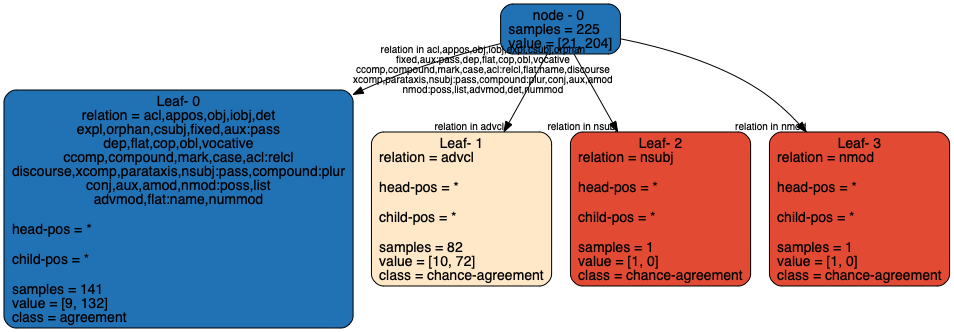 node - 0
samples = 225
value = [21, 204]
relation in acl,appos,obj,iobj,expl,csubj,orphan
fixed,aux:pass,dep,flat,cop,obl,vocative
ccomp,compound,mark,case,acl:relcl,flat:name,discourse
xcomp,parataxis,nsubj:pass,compound:plur,conj,aux,amod
nmod:poss,list,advmod,det,nummod
relation in advcl
relation in nsubj
relation in nmod
Leaf- 0
relation = acl,appos,obj,iobj,det
expl,orphan,csubj,fixed,aux:pass
dep,flat,cop,obl,vocative
ccomp,compound,mark,case,acl:relcl
discourse,xcomp,parataxis,nsubj:pass,compound:plur
conj,aux,amod,nmod:poss,list
advmod,flat:name,nummod
head-pos = *
child-pos = *
samples = 141
value = [9, 132]
class = agreement
Leaf- 1
relation = advcl
head-pos = *
child-pos = *
samples = 82
value = [10, 72]
class = chance-agreement
Leaf- 2
relation = nsubj
head-pos = *
child-pos = *
samples = 1
value = [1, 0]
class = chance-agreement
Leaf- 3
relation = nmod
head-pos = *
child-pos = *
samples = 1
value = [1, 0]
class = chance-agreement